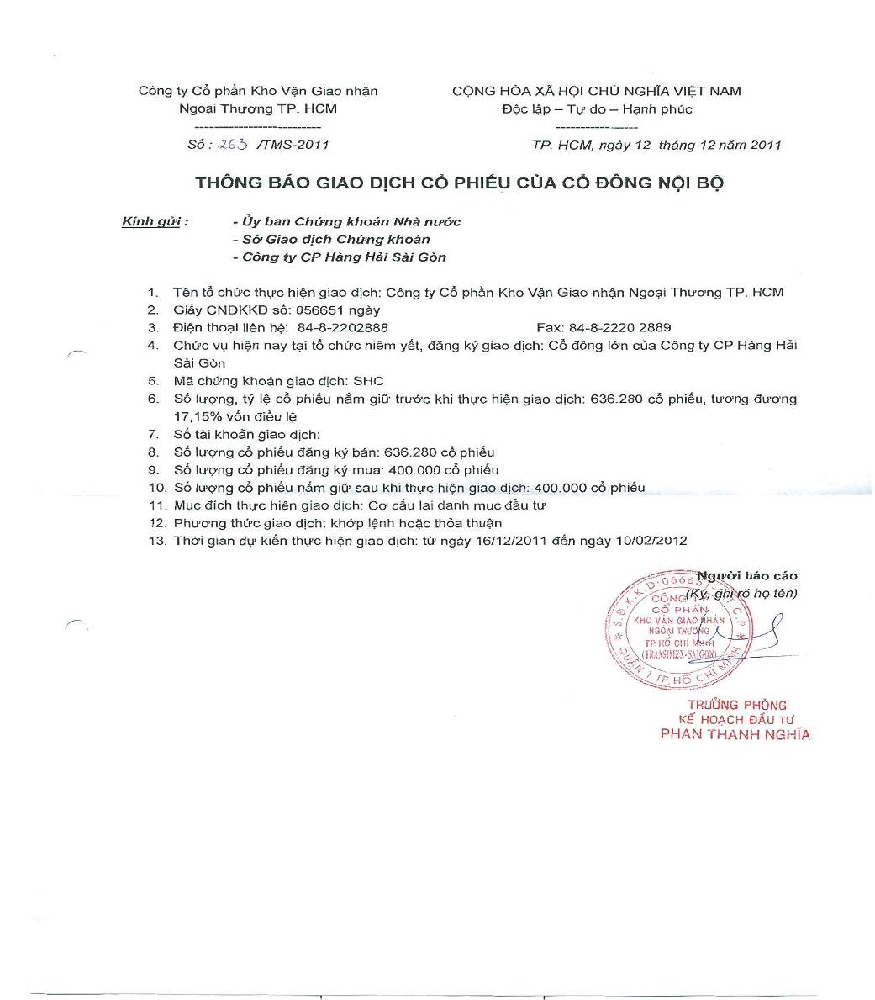 Công ty Cổ phần Kho Vận Giao nhận
Ngoại Thương TP. HCM
--------------------------
Số : 263 /TMS-2011
CỘNG HÒA XÃ HỘI CHỦ NGHĨA VIỆT NAM
Độc lập – Tự do – Hạnh phúc
-----------------
TP. HCM, ngày 12 tháng 12 năm 2011
THÔNG BÁO GIAO DỊCH CỔ PHIẾU CỦA CỔ ĐÔNG NỘI BỘ
Kính gửi :
- Ủy ban Chứng khoán Nhà nước
- Sở Giao dịch Chứng khoán
- Công ty CP Hàng Hải Sài Gòn
1. Tên tổ chức thực hiện giao dịch: Công ty Cổ phần Kho Vận Giao nhận Ngoại Thương TP. HCM
2. Giấy CNĐKKD số: 056651 ngày
3. Điện thoại liên hệ: 84-8-2202888 Fax: 84-8-2220 2889
4. Chức vụ hiện nay tại tổ chức niêm yết, đăng ký giao dịch: Cổ đông lớn của Công ty CP Hàng Hải
Sài Gòn
5. Mã chứng khoán giao dịch: SHC
6. Số lượng, tỷ lệ cổ phiếu nắm giữ trước khi thực hiện giao dịch: 636.280 cổ phiếu, tương đương
17,15% vốn điều lệ
7. Số tài khoản giao dịch:
8. Số lượng cổ phiếu đăng ký bán: 636.280 cổ phiếu
9. Số lượng cổ phiếu đăng ký mua: 400.000 cổ phiếu
10. Số lượng cổ phiếu nắm giữ sau khi thực hiện giao dịch: 400.000 cổ phiếu
11. Mục đích thực hiện giao dịch: Cơ cấu lại danh mục đầu tư
12. Phương thức giao dịch: khớp lệnh hoặc thỏa thuận
13. Thời gian dự kiến thực hiện giao dịch: từ ngày 16/12/2011 đến ngày 10/02/2012
Người báo cáo
(Ký, ghi rõ họ tên)
S.Đ.K.K.D:05665
C.T.C.P
CÔNG TY
CỔ PHẦN
KHO VẬN GIAO NHẬN
NGOẠI THƯƠNG
TP. HỒ CHÍ MINH
(TRANSIMEX-SAIGON)
QUẬN 1 TP. HỒ CHÍ MINH
TRƯỞNG PHÒNG
KẾ HOẠCH ĐẦU TƯ
PHAN THANH NGHĨA